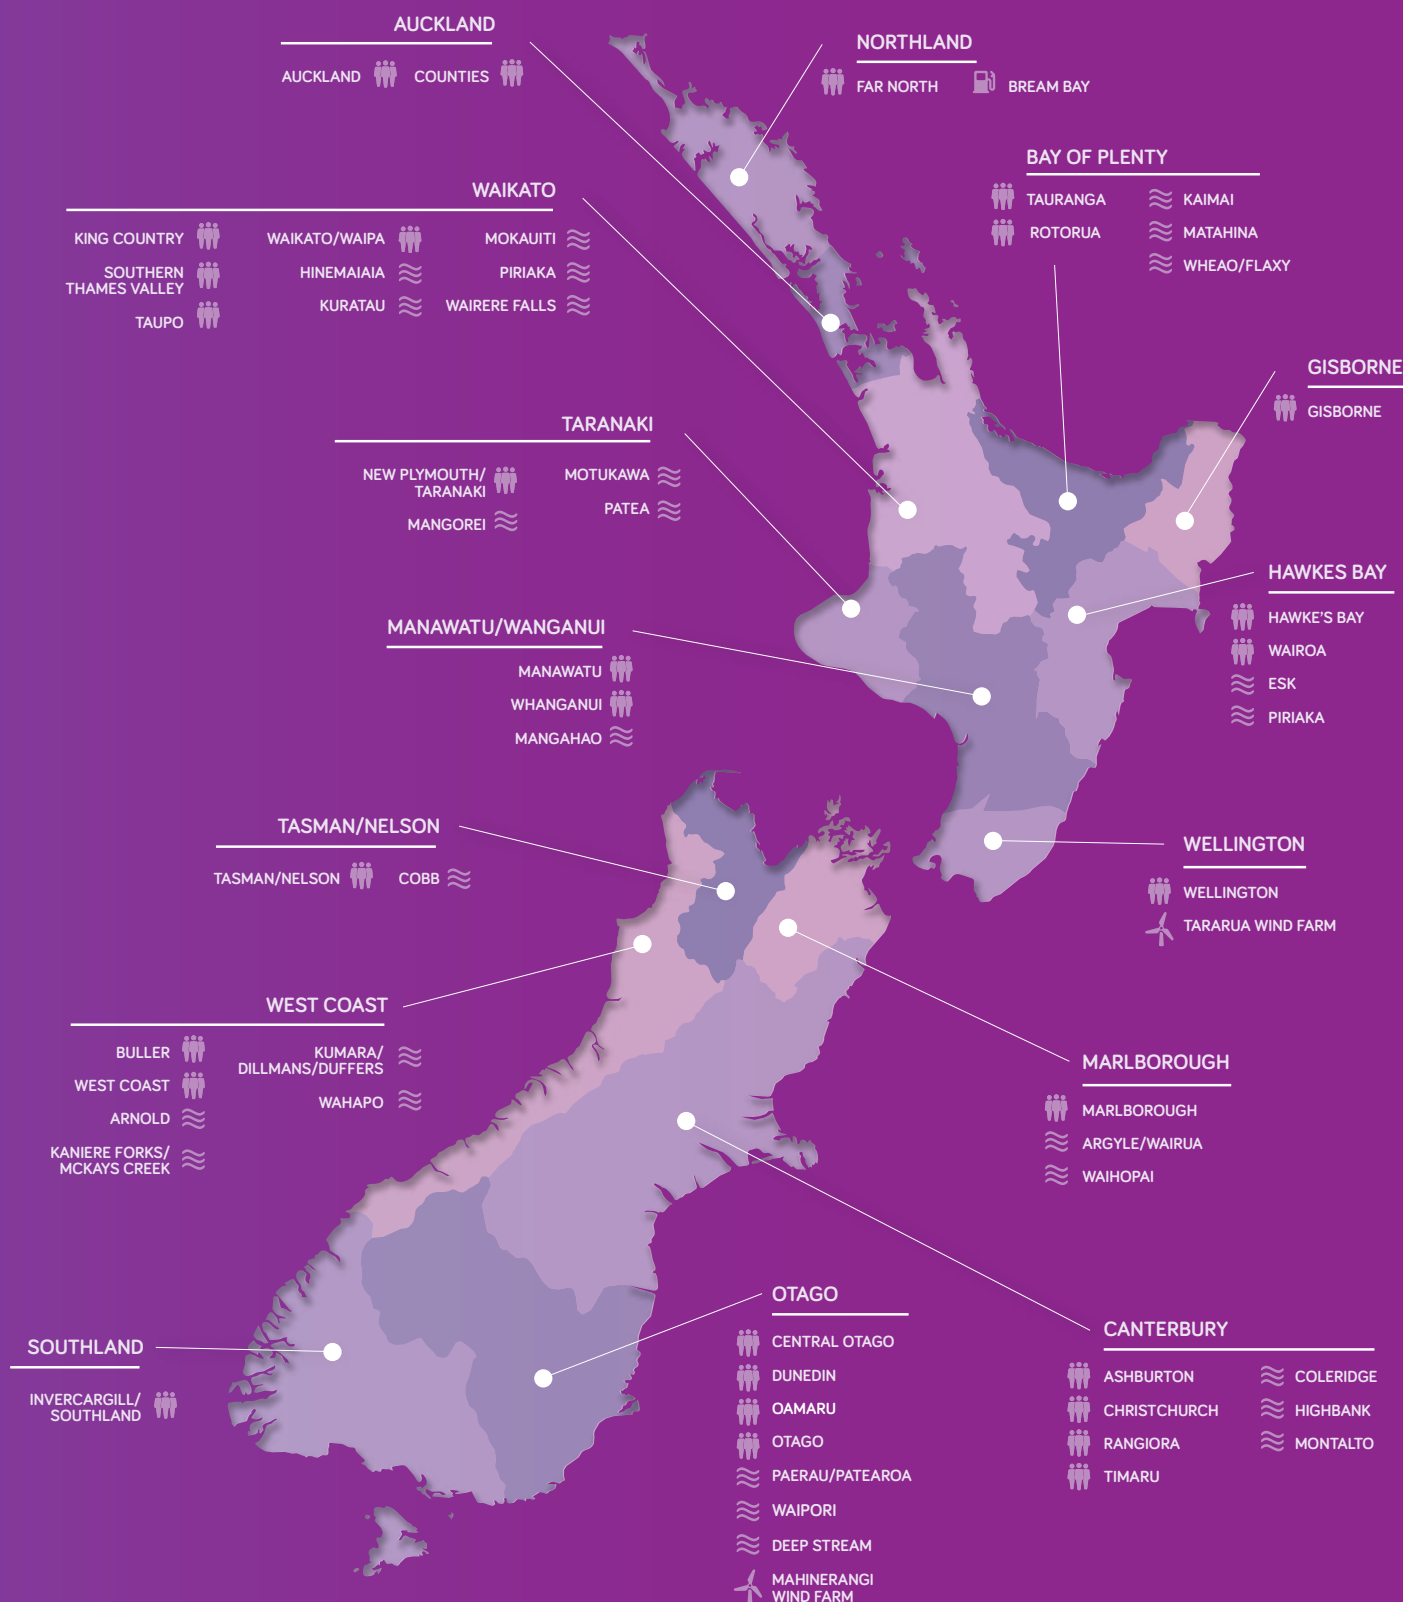 AUCKLAND
AUCKLAND COUNTIES
NORTHLAND
FAR NORTH BREAM BAY
BAY OF PLENTY
TAURANGA
ROTORUA
KAIMAI
MATAHINA
WHEAO/FLAXY
WAIKATO
KING COUNTRY
SOUTHERN
THAMES VALLEY
TAUPO
WAIKATO/WAIPA
HINEMAIAIA
KURATAU
MOKAUITI
PIRIAKA
WAIRERE FALLS
GISBORNE
GISBORNE
TARANAKI
NEW PLYMOUTH/
TARANAKI
MANGOREI
MOTUKAWA
PATEA
HAWKES BAY
HAWKE'S BAY
WAIROA
ESK
PIRIAKA
MANAWATU/WANGANUI
MANAWATU
WHANGANUI
MANGAHAO
TASMAN/NELSON
TASMAN/NELSON COBB
WELLINGTON
WELLINGTON
TARARUA WIND FARM
WEST COAST
BULLER
WEST COAST
ARNOLD
KANIERE FORKS/
MCKAYS CREEK
KUMARA/
DILLMANS/DUFFERS
WAHAPO
MARLBOROUGH
MARLBOROUGH
ARGYLE/WAIRUA
WAIHOPAI
SOUTHLAND
INVERCARGILL/
SOUTHLAND
OTAGO
CENTRAL OTAGO
DUNEDIN
OAMARU
OTAGO
PAERAU/PATEAROA
WAIPORI
DEEP STREAM
MAHINERANGI
WIND FARM
CANTERBURY
ASHBURTON
CHRISTCHURCH
RANGIORA
TIMARU
COLERIDGE
HIGHBANK
MONTALTO